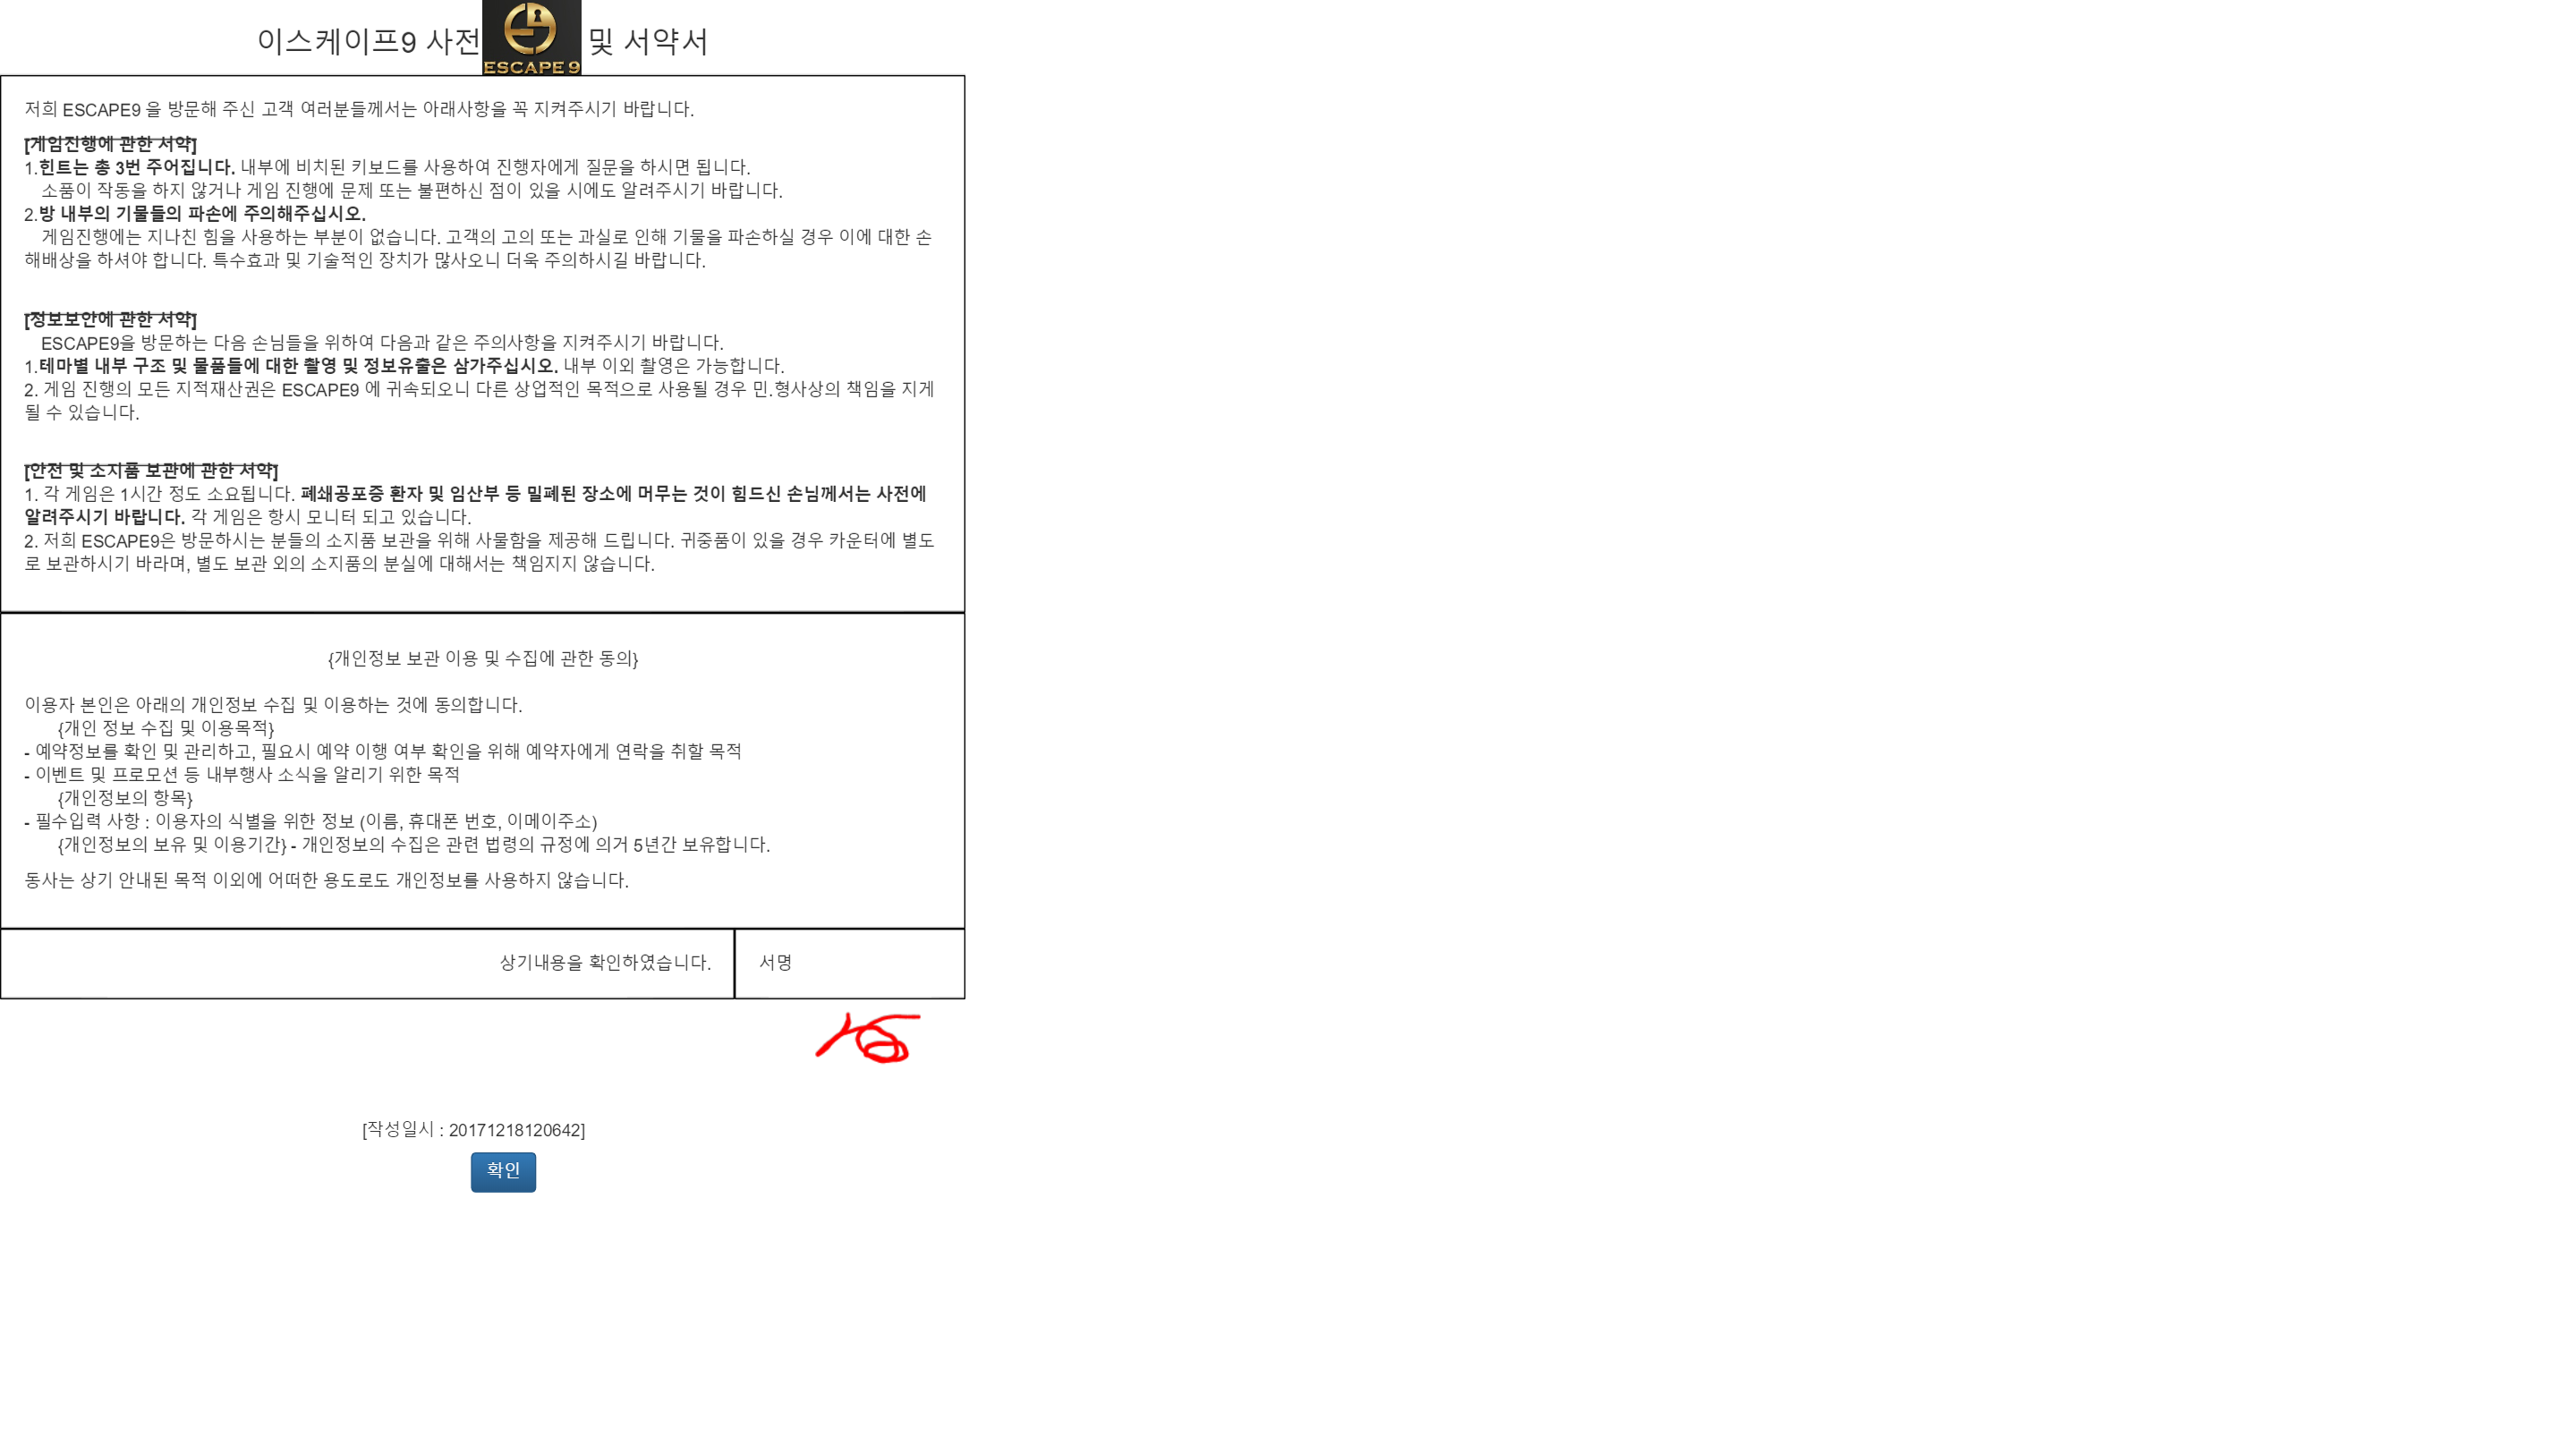 이스케이프9 사전 및 서약서
ESCAPE 9
저희 ESCAPE9 을 방문해 주신 고객 여러분들께서는 아래사항을 꼭 지켜주시기 바랍니다.
[게임진행에 관한 서약]
1.힌트는 총 3번 주어집니다. 내부에 비치된 키보드를 사용하여 진행자에게 질문을 하시면 됩니다.
소품이 작동을 하지 않거나 게임 진행에 문제 또는 불편하신 점이 있을 시에도 알려주시기 바랍니다.
2.방 내부의 기물들의 파손에 주의해주십시오.
게임진행에는 지나친 힘을 사용하는 부분이 없습니다. 고객의 고의 또는 과실로 인해 기물을 파손하실 경우 이에 대한 손
해배상을 하셔야 합니다. 특수효과 및 기술적인 장치가 많사오니 더욱 주의하시길 바랍니다.
[정보보안에 관한 서약]
ESCAPE9을 방문하는 다음 손님들을 위하여 다음과 같은 주의사항을 지켜주시기 바랍니다.
1.테마별 내부 구조 및 물품들에 대한 촬영 및 정보유출은 삼가주십시오. 내부 이외 촬영은 가능합니다.
2. 게임 진행의 모든 지적재산권은 ESCAPE9 에 귀속되오니 다른 상업적인 목적으로 사용될 경우 민.형사상의 책임을 지게
될 수 있습니다.
[안전 및 소지품 보관에 관한 서약]
1. 각 게임은 1시간 정도 소요됩니다. 폐쇄공포증 환자 및 임산부 등 밀폐된 장소에 머무는 것이 힘드신 손님께서는 사전에
알려주시기 바랍니다. 각 게임은 항시 모니터 되고 있습니다.
2. 저희 ESCAPE9은 방문하시는 분들의 소지품 보관을 위해 사물함을 제공해 드립니다. 귀중품이 있을 경우 카운터에 별도
로 보관하시기 바라며, 별도 보관 외의 소지품의 분실에 대해서는 책임지지 않습니다.
{개인정보 보관 이용 및 수집에 관한 동의}
이용자 본인은 아래의 개인정보 수집 및 이용하는 것에 동의합니다.
{개인 정보 수집 및 이용목적}
- 예약정보를 확인 및 관리하고, 필요시 예약 이행 여부 확인을 위해 예약자에게 연락을 취할 목적
- 이벤트 및 프로모션 등 내부행사 소식을 알리기 위한 목적
{개인정보의 항목}
- 필수입력 사항 : 이용자의 식별을 위한 정보 (이름, 휴대폰 번호, 이메이주소)
{개인정보의 보유 및 이용기간} - 개인정보의 수집은 관련 법령의 규정에 의거 5년간 보유합니다.
동사는 상기 안내된 목적 이외에 어떠한 용도로도 개인정보를 사용하지 않습니다.
상기내용을 확인하였습니다. 서명
[작성일시 : 20171218120642]
확인